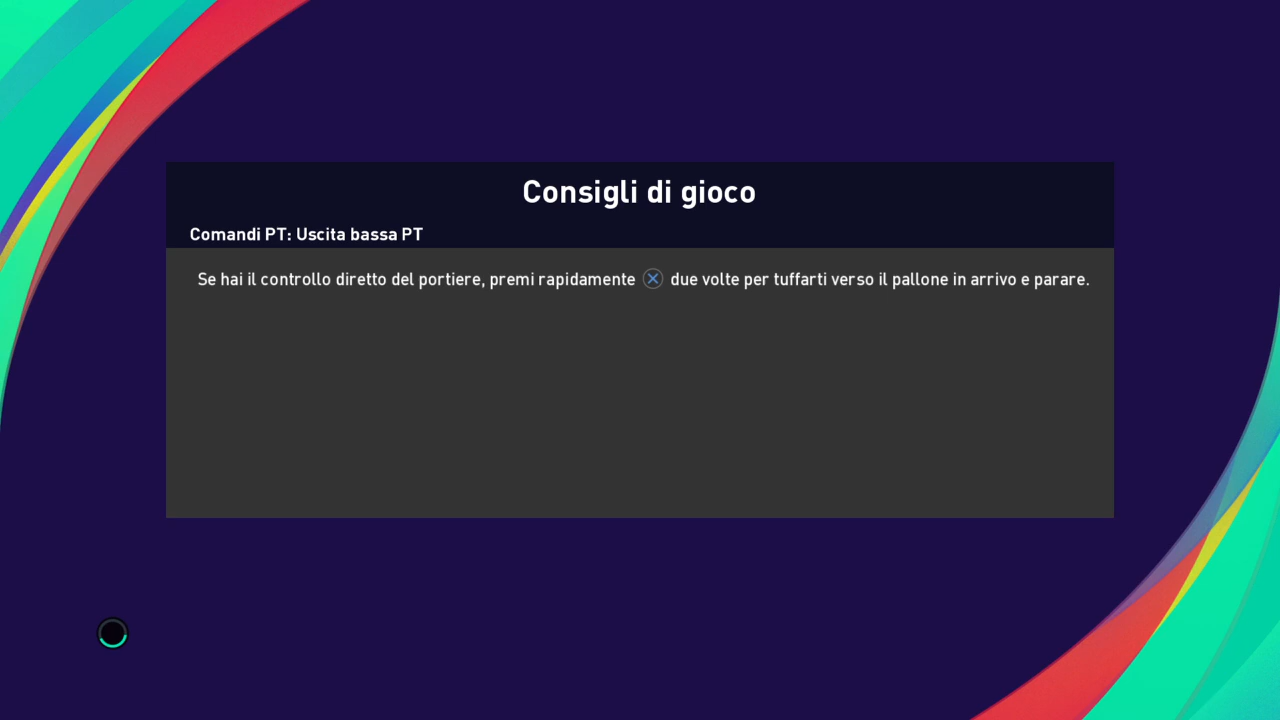 Consigli di gioco
Comandi PT: Uscita bassa PT
Se hai il controllo diretto del portiere, premi rapidamente ⓧ due volte per tuffarti verso il pallone in arrivo e parare.